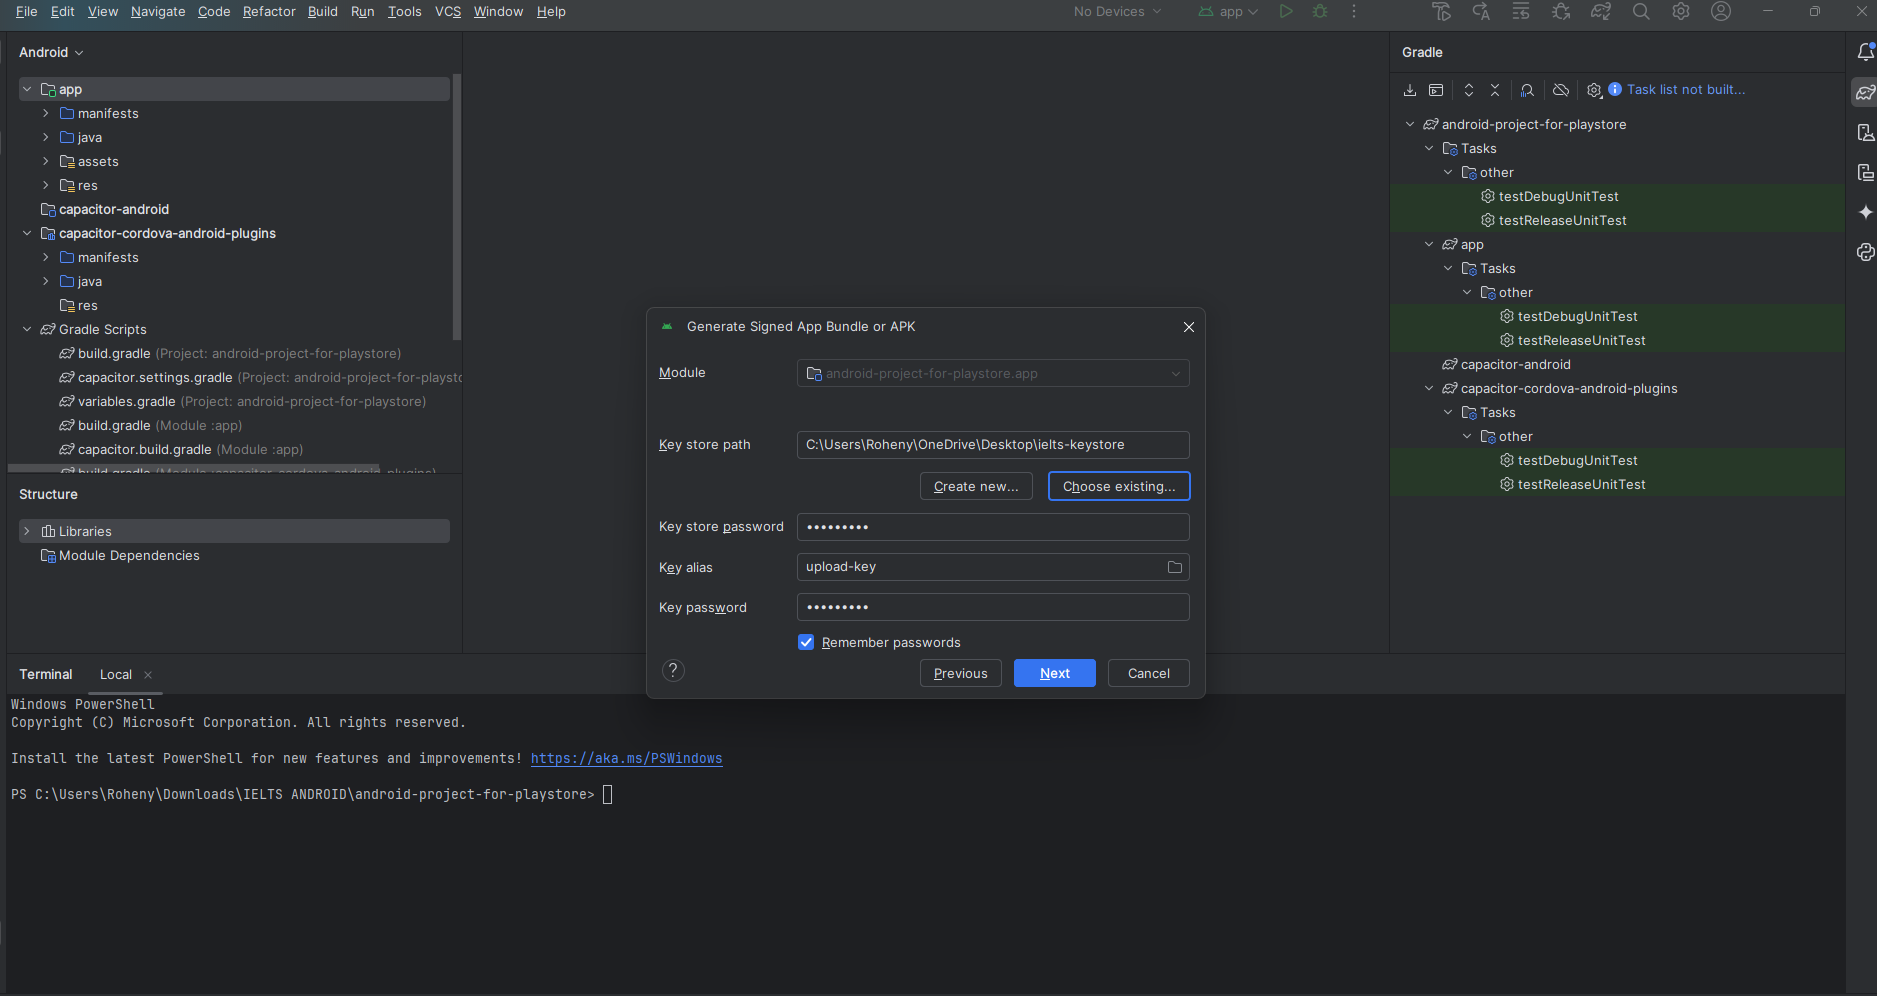 File Edit View Navigate Code Refactor Build Run Tools VCS Window Help No Devices app
Android
app
manifests
java
assets
res
capacitor-android
capacitor-cordova-android-plugins
manifests
java
res
Gradle Scripts
build.gradle (Project: android-project-for-playstore)
capacitor.settings.gradle (Project: android-project-for-playsto
variables.gradle (Project: android-project-for-playstore)
build.gradle (Module :app)
capacitor.build.gradle (Module :app)
build.gradle (Module :capacitor-cordova-android-plugins)
Structure
Libraries
Module Dependencies
Generate Signed App Bundle or APK
Module android-project-for-playstore.app
Key store path C:\Users\Roheny\OneDrive\Desktop\ielts-keystore
Create new... Choose existing...
Key store password •••••••••
Key alias upload-key
Key password •••••••••
Remember passwords
? Previous Next Cancel
Gradle
Task list not built...
android-project-for-playstore
Tasks
other
testDebugUnitTest
testReleaseUnitTest
app
Tasks
other
testDebugUnitTest
testReleaseUnitTest
capacitor-android
capacitor-cordova-android-plugins
Tasks
other
testDebugUnitTest
testReleaseUnitTest
Terminal Local
Windows PowerShell
Copyright (C) Microsoft Corporation. All rights reserved.
Install the latest PowerShell for new features and improvements! https://aka.ms/PSWindows
PS C:\Users\Roheny\Downloads\IELTS ANDROID\android-project-for-playstore>